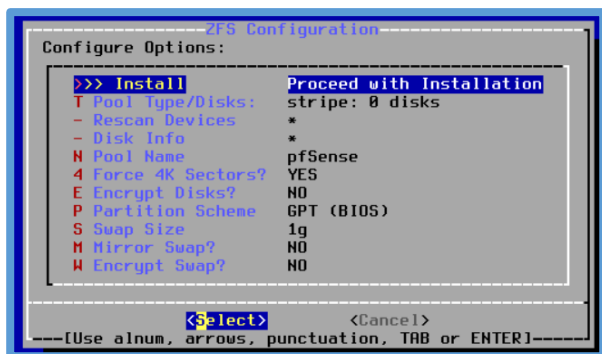 ZFS Configuration
Configure Options:
>>> Install Proceed with Installation
T Pool Type/Disks: stripe: 0 disks
- Rescan Devices *
- Disk Info *
N Pool Name pfSense
4 Force 4K Sectors? YES
E Encrypt Disks? NO
P Partition Scheme GPT (BIOS)
S Swap Size 1g
M Mirror Swap? NO
W Encrypt Swap? NO
<Select> <Cancel>
[Use alnum, arrows, punctuation, TAB or ENTER]